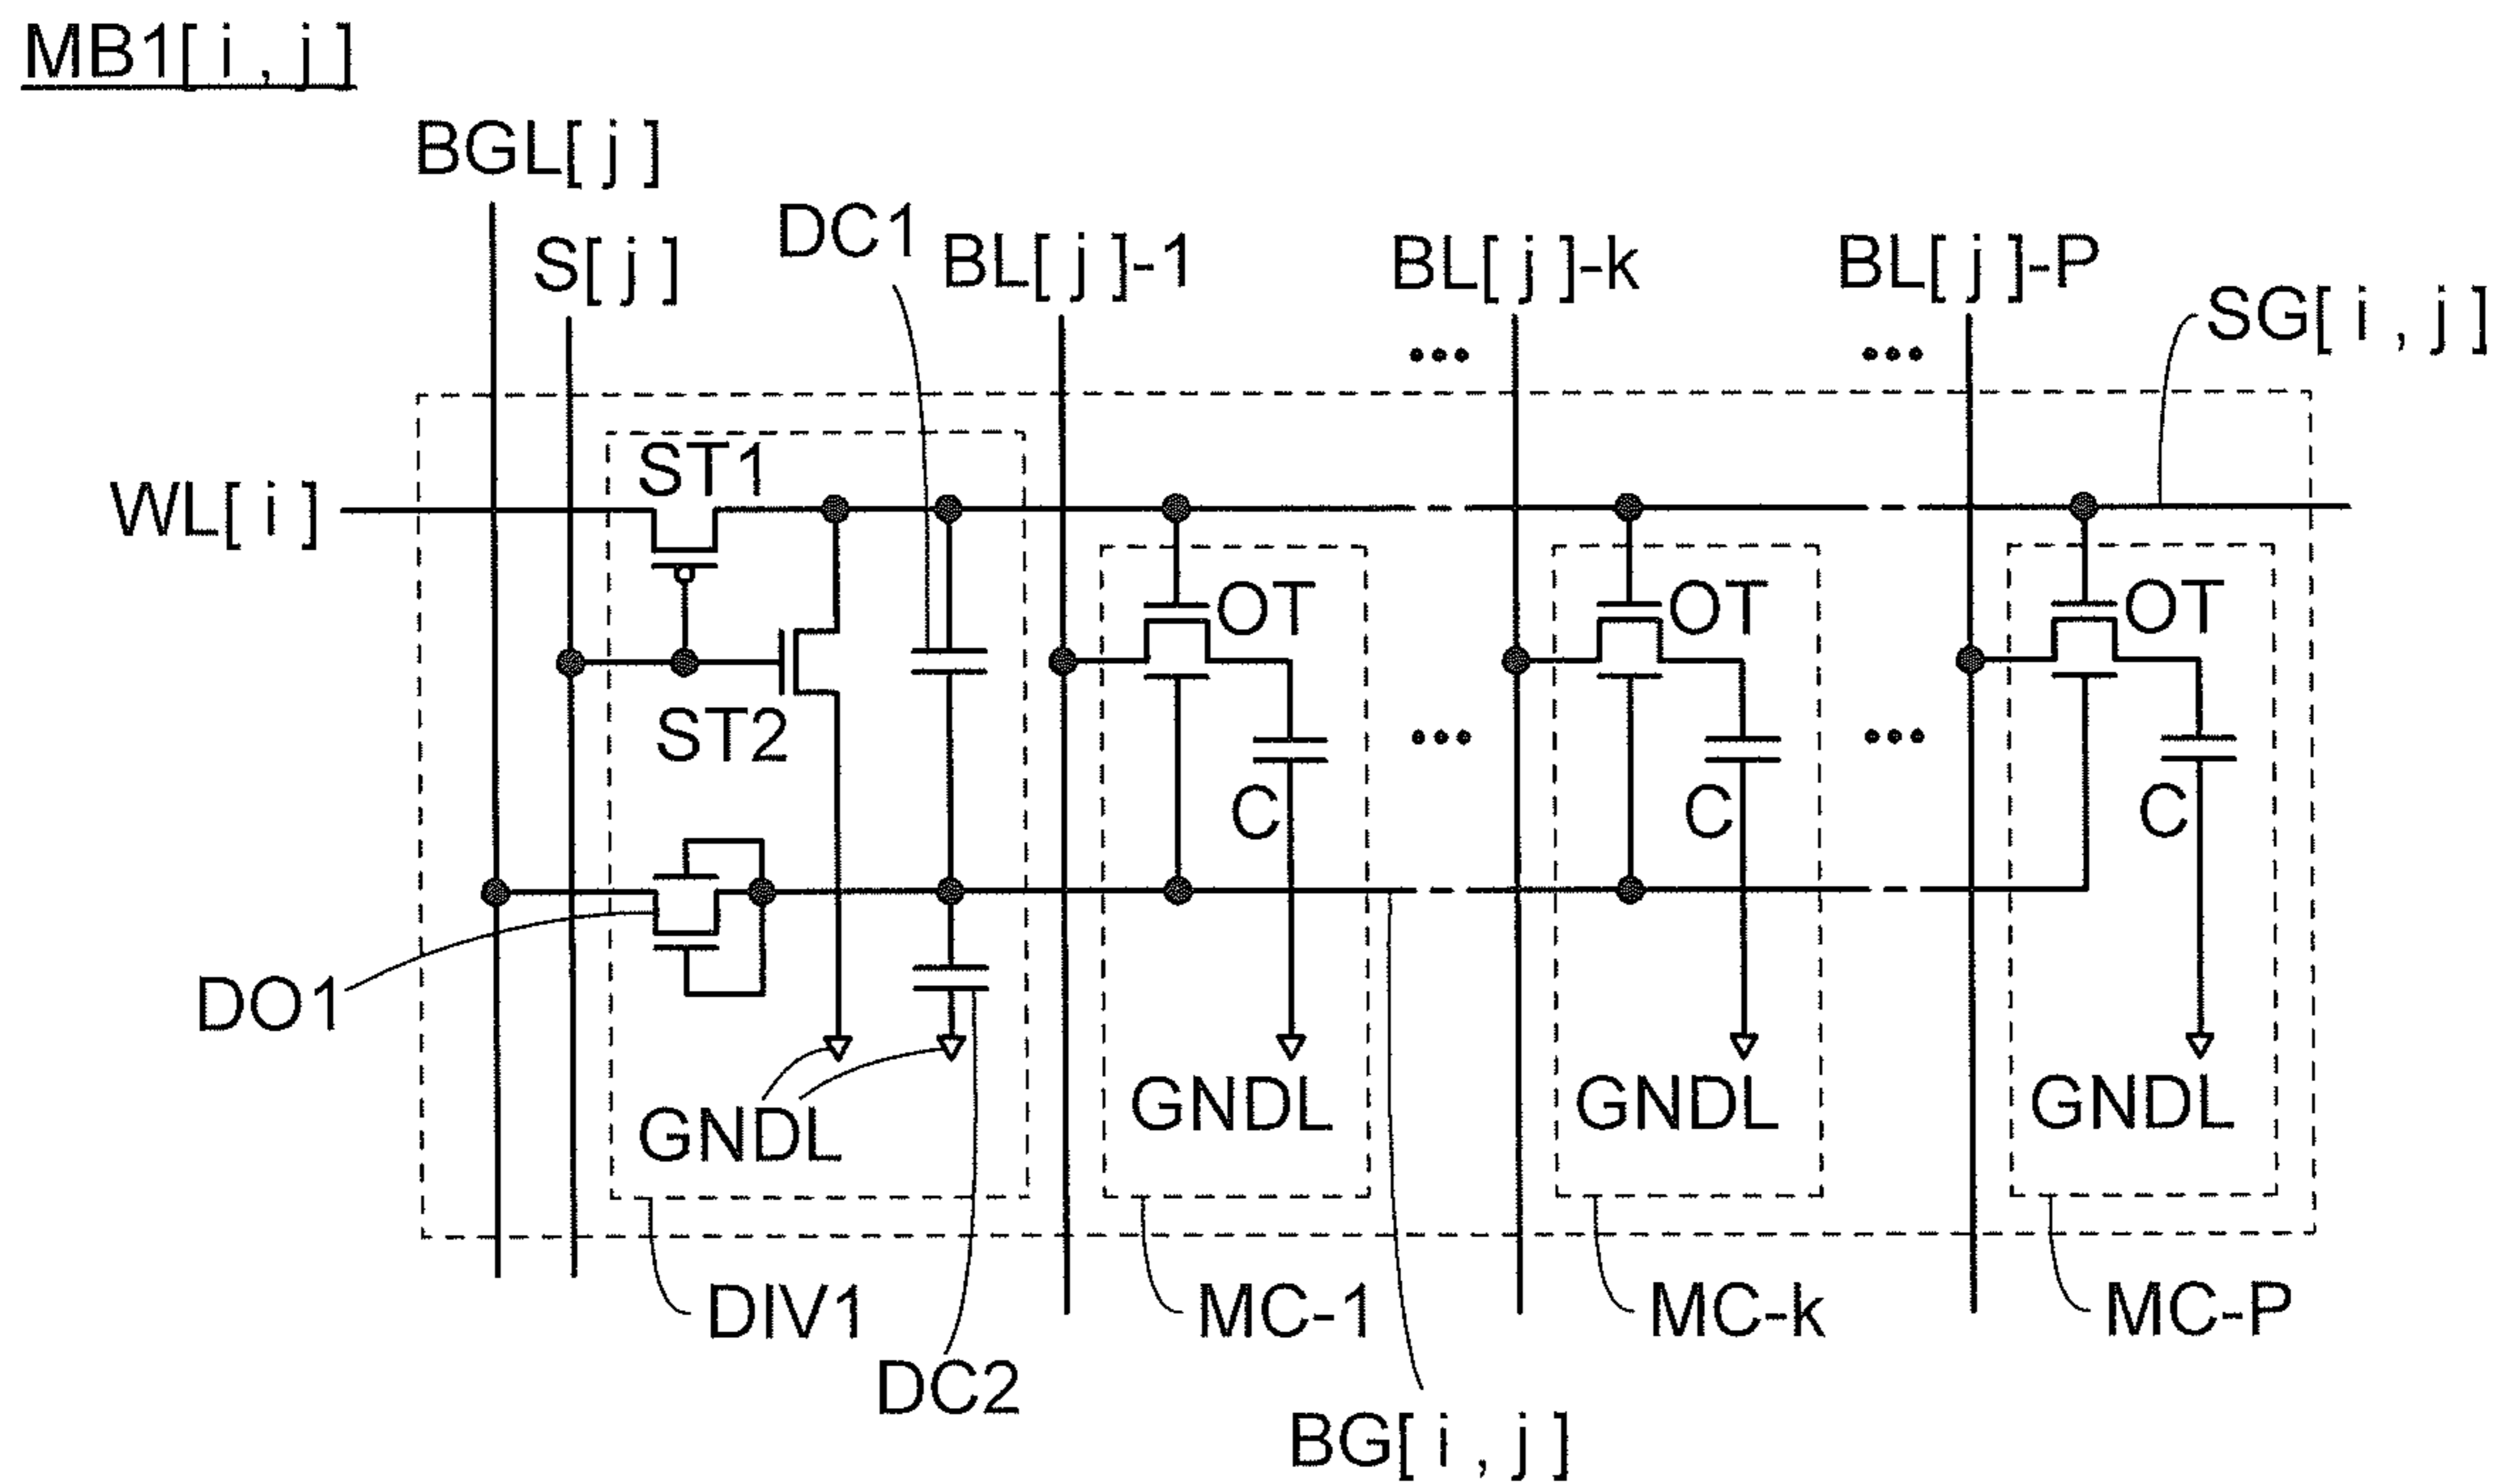 MB1[ i , j ]
BGL[ j ]
S[ j ]
DC1
BL[ j ]-1
BL[ j ]-k
BL[ j ]-P
SG[ i , j ]
WL[ i ]
ST1
OT
OT
OT
ST2
C
C
C
DO1
GNDL
GNDL
GNDL
GNDL
DIV1
MC-1
MC-k
MC-P
DC2
BG[ i , j ]